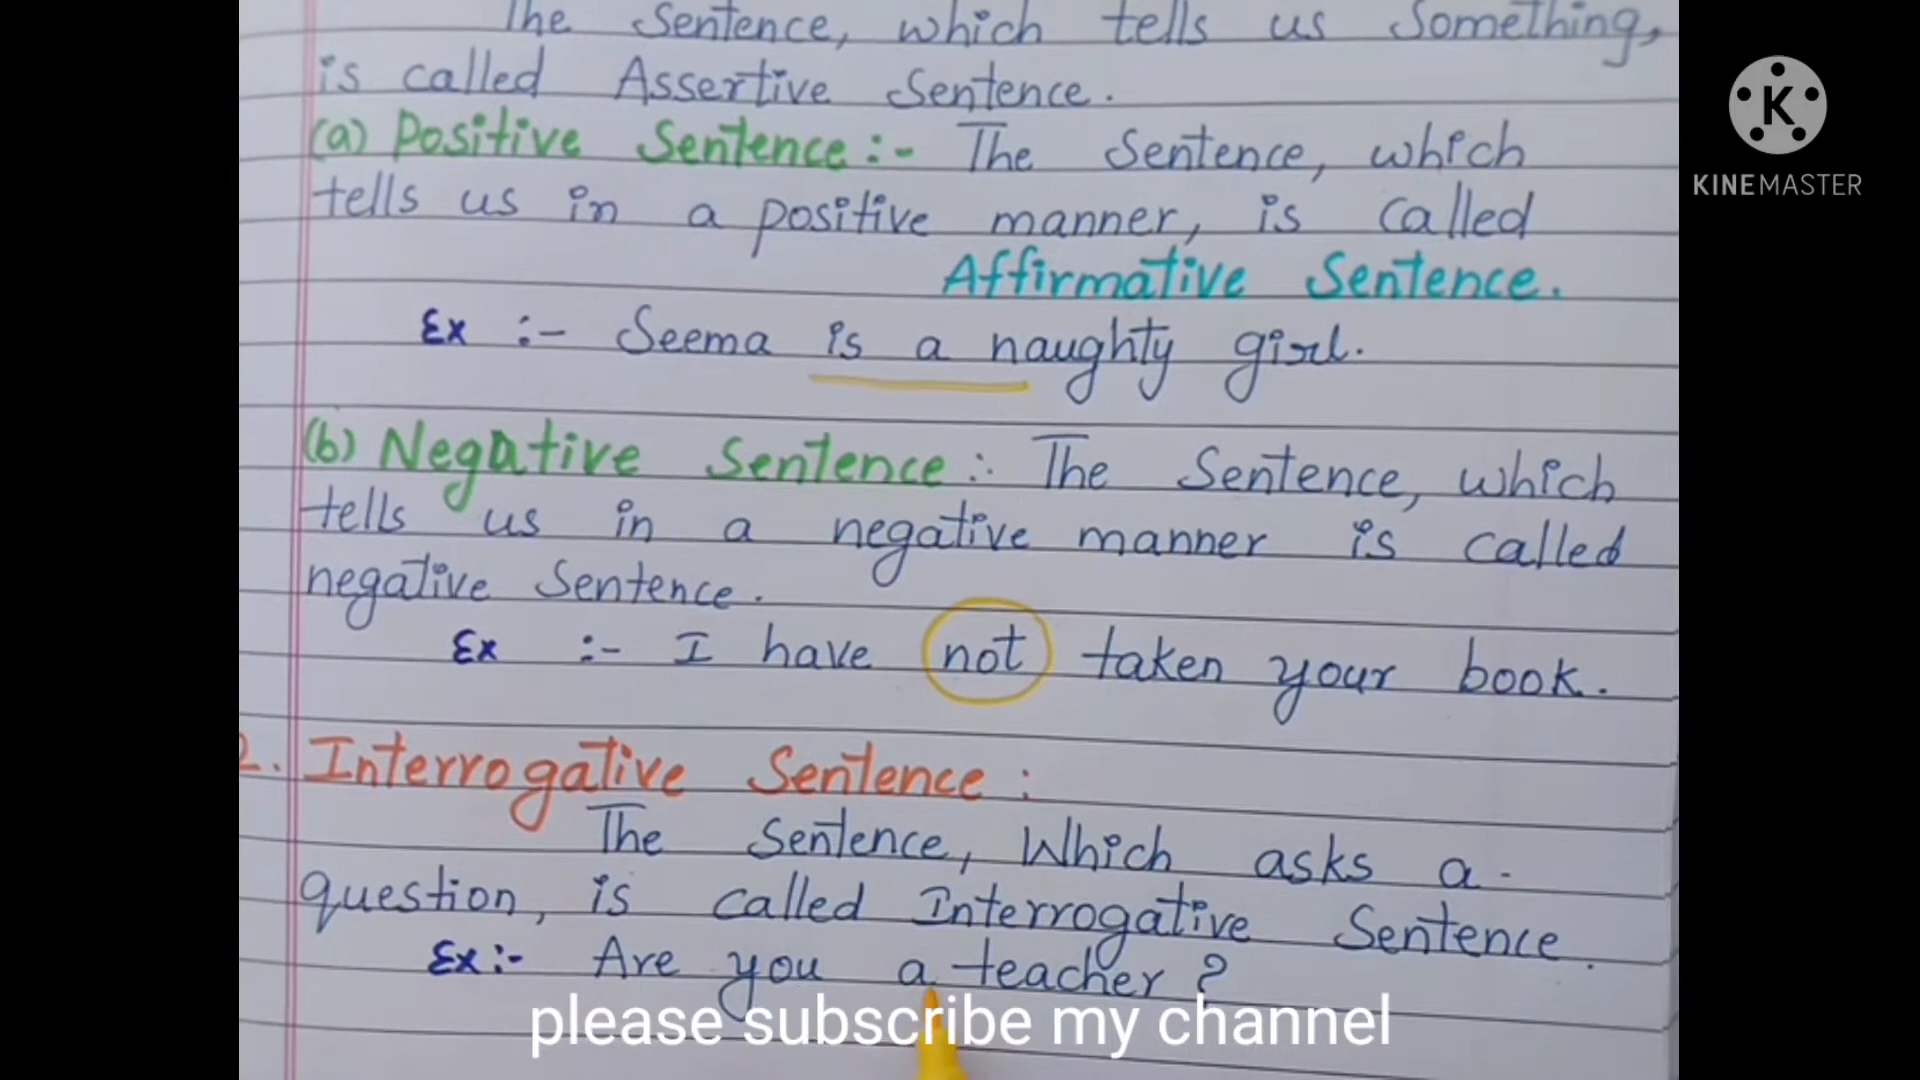 The Sentence, which tells us Something,
is called Assertive Sentence.
(a) Positive Sentence :- The Sentence, which
tells us in a positive manner, is called
Affirmative Sentence.
Ex :- Seema is a naughty girl.
(b) Negative Sentence :- The Sentence, which
tells us in a negative manner is called
negative Sentence.
Ex :- I have not taken your book.
2. Interrogative Sentence :
The Sentence, Which asks a -
question, is called Interrogative Sentence.
Ex :- Are you a teacher ?
please subscribe my channel
K
KINEMASTER